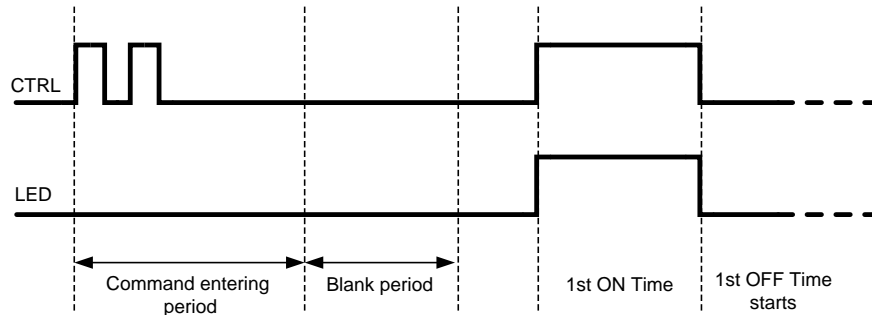 CTRL
LED
Command entering
period
Blank period
1st ON Time
1st OFF Time
starts